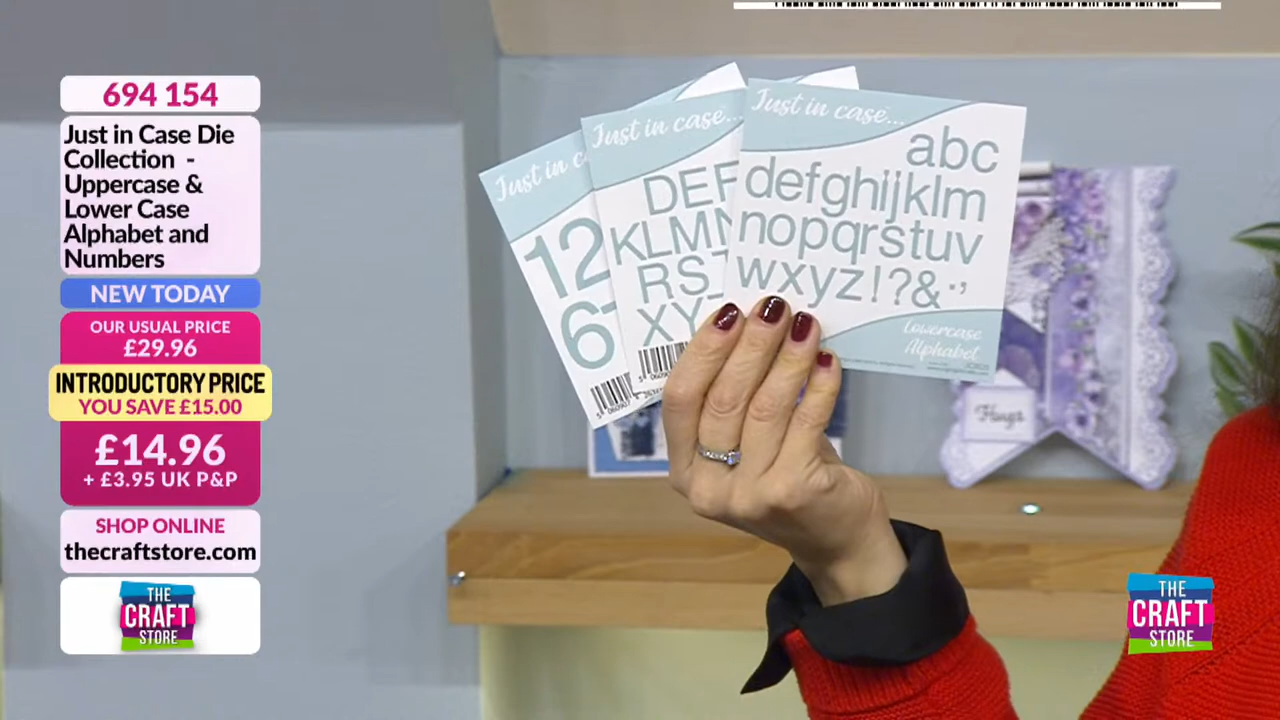 694 154
Just in Case Die
Collection -
Uppercase &
Lower Case
Alphabet and
Numbers
NEW TODAY
OUR USUAL PRICE
£29.96
INTRODUCTORY PRICE
YOU SAVE £15.00
£14.96
+ £3.95 UK P&P
SHOP ONLINE
thecraftstore.com
THE
CRAFT
STORE
Just in c
12
6
Just in case...
DEF
KLMN
RS
XY
Just in case...
abc
defghijklm
nopqrstuv
wxyz!?&
Lowercase
Alphabet
Hugs
THE
CRAFT
STORE